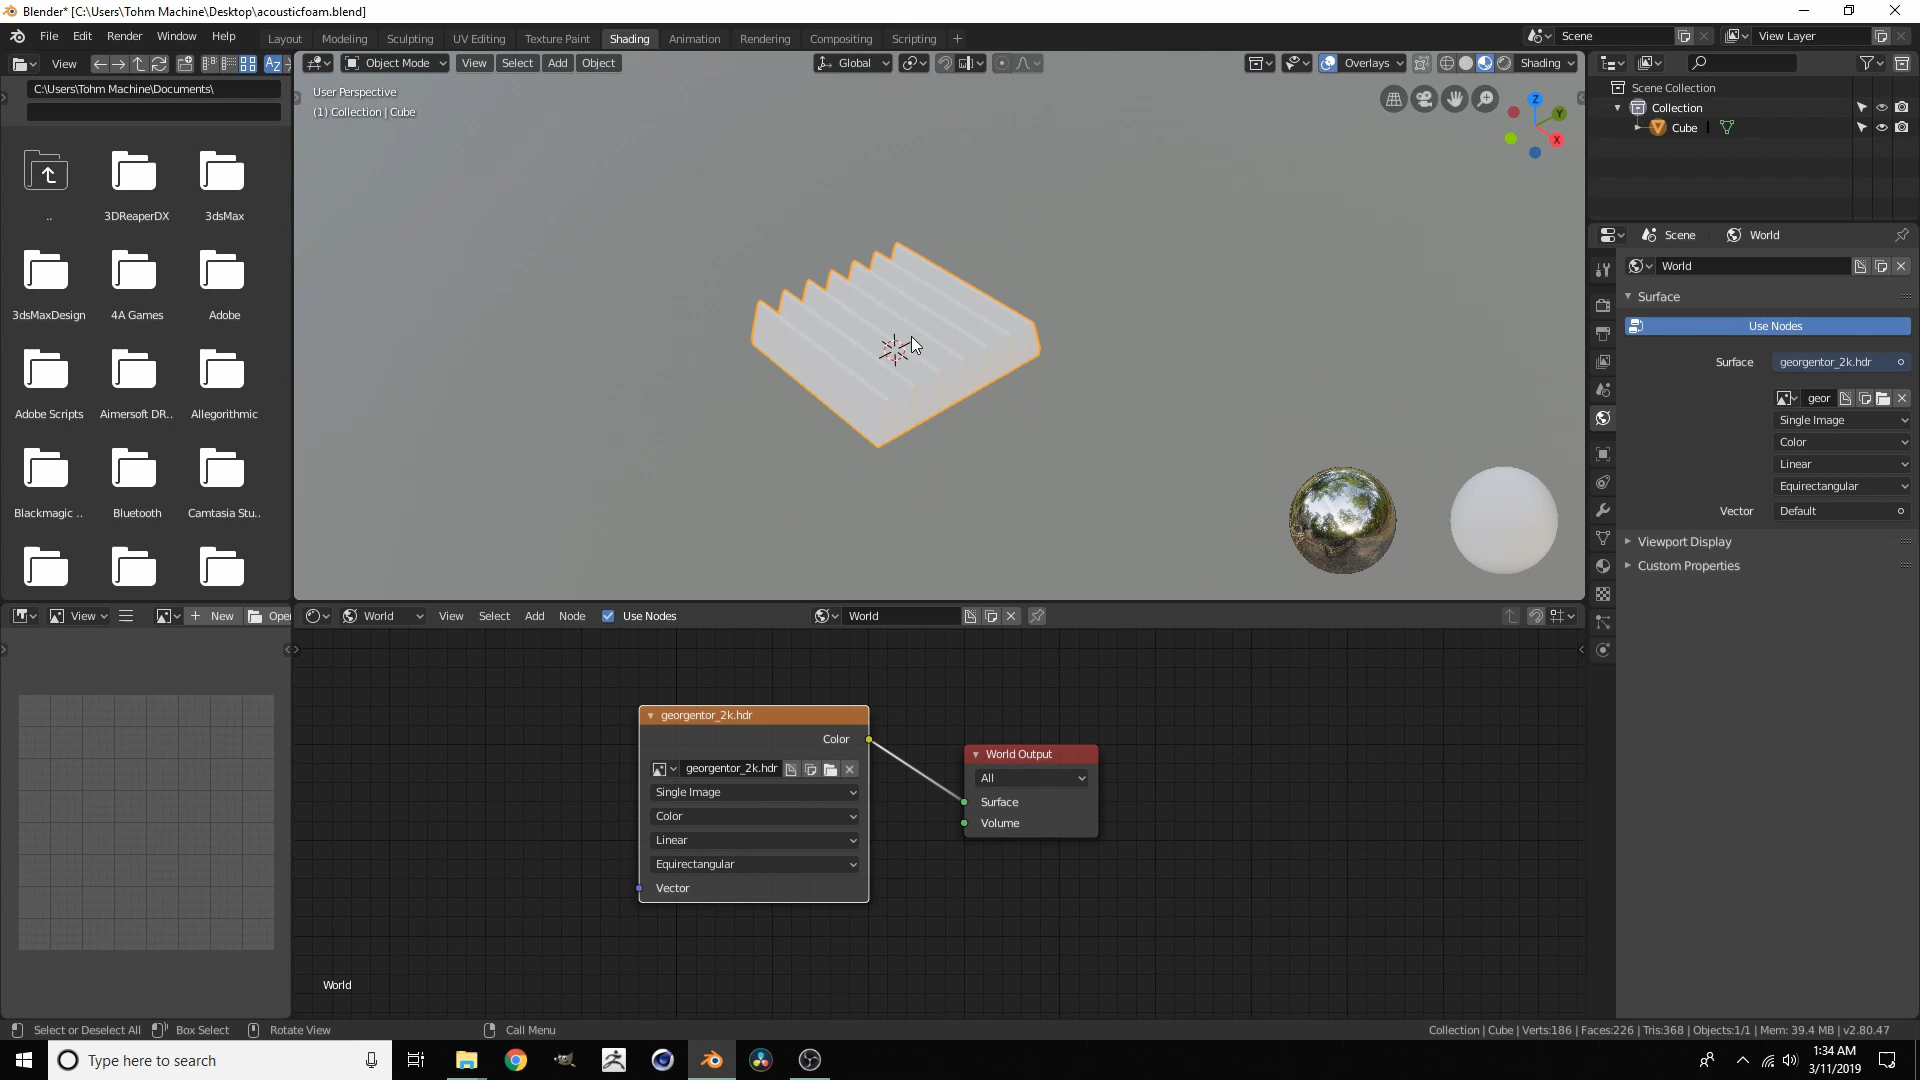 Blender* [C:\Users\Tohm Machine\Desktop\acousticfoam.blend]
File Edit Render Window Help
Layout Modeling Sculpting UV Editing Texture Paint Shading Animation Rendering Compositing Scripting
Scene
View Layer
View
Object Mode View Select Add Object
Global
Overlays
Shading
C:\Users\Tohm Machine\Documents\
User Perspective
(1) Collection | Cube
Z
Y
X
Scene Collection
Collection
Cube
Scene World
World
Surface
Use Nodes
Surface georgentor_2k.hdr
geor
Single Image
Color
Linear
Equirectangular
Vector Default
Viewport Display
Custom Properties
..
3DReaperDX
3dsMax
3dsMaxDesign
4A Games
Adobe
Adobe Scripts
Aimersoft DR..
Allegorithmic
Blackmagic ..
Bluetooth
Camtasia Stu..
View
New
Open
World View Select Add Node Use Nodes
World
georgentor_2k.hdr
Color
georgentor_2k.hdr
Single Image
Color
Linear
Equirectangular
Vector
World Output
All
Surface
Volume
World
Select or Deselect All
Box Select
Rotate View
Call Menu
Collection | Cube | Verts:186 | Faces:226 | Tris:368 | Objects:1/1 | Mem: 39.4 MB | v2.80.47
Type here to search
1:34 AM
3/11/2019